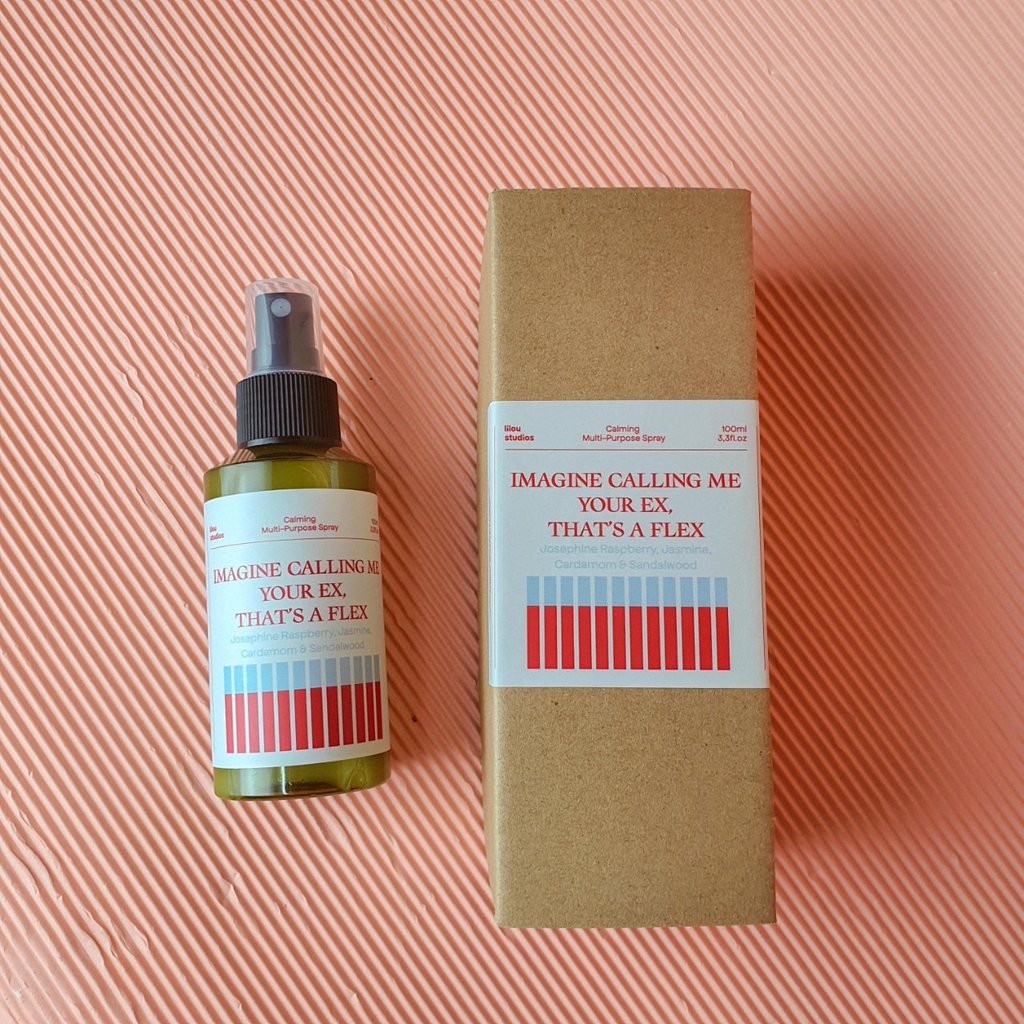 lilou
studios
Calming
Multi-Purpose Spray
IMAGINE CALLING ME
YOUR EX,
THAT'S A FLEX
Josephine Raspberry, Jasmine,
Cardamom & Sandalwood
lilou
studios
Calming
Multi-Purpose Spray
100ml
3,3fl.oz
IMAGINE CALLING ME
YOUR EX,
THAT'S A FLEX
Josephine Raspberry, Jasmine,
Cardamom & Sandalwood